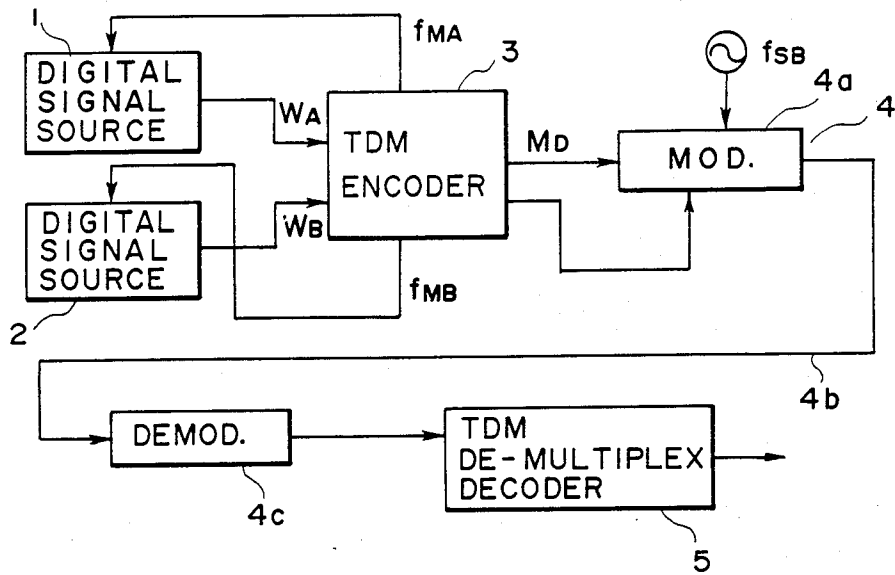 1
fMA
3
fSB
DIGITAL
SIGNAL
SOURCE
WA
TDM
ENCODER
MD
4a
4
MOD.
DIGITAL
SIGNAL
SOURCE
WB
fMB
2
4b
DEMOD.
4c
TDM
DE-MULTIPLEX
DECODER
5